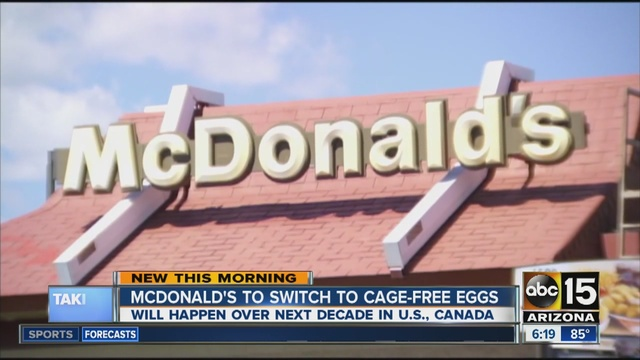 McDonald's
NEW THIS MORNING
TAKI
MCDONALD'S TO SWITCH TO CAGE-FREE EGGS
WILL HAPPEN OVER NEXT DECADE IN U.S., CANADA
abc 15
ARIZONA
SPORTS FORECASTS
6:19 85°